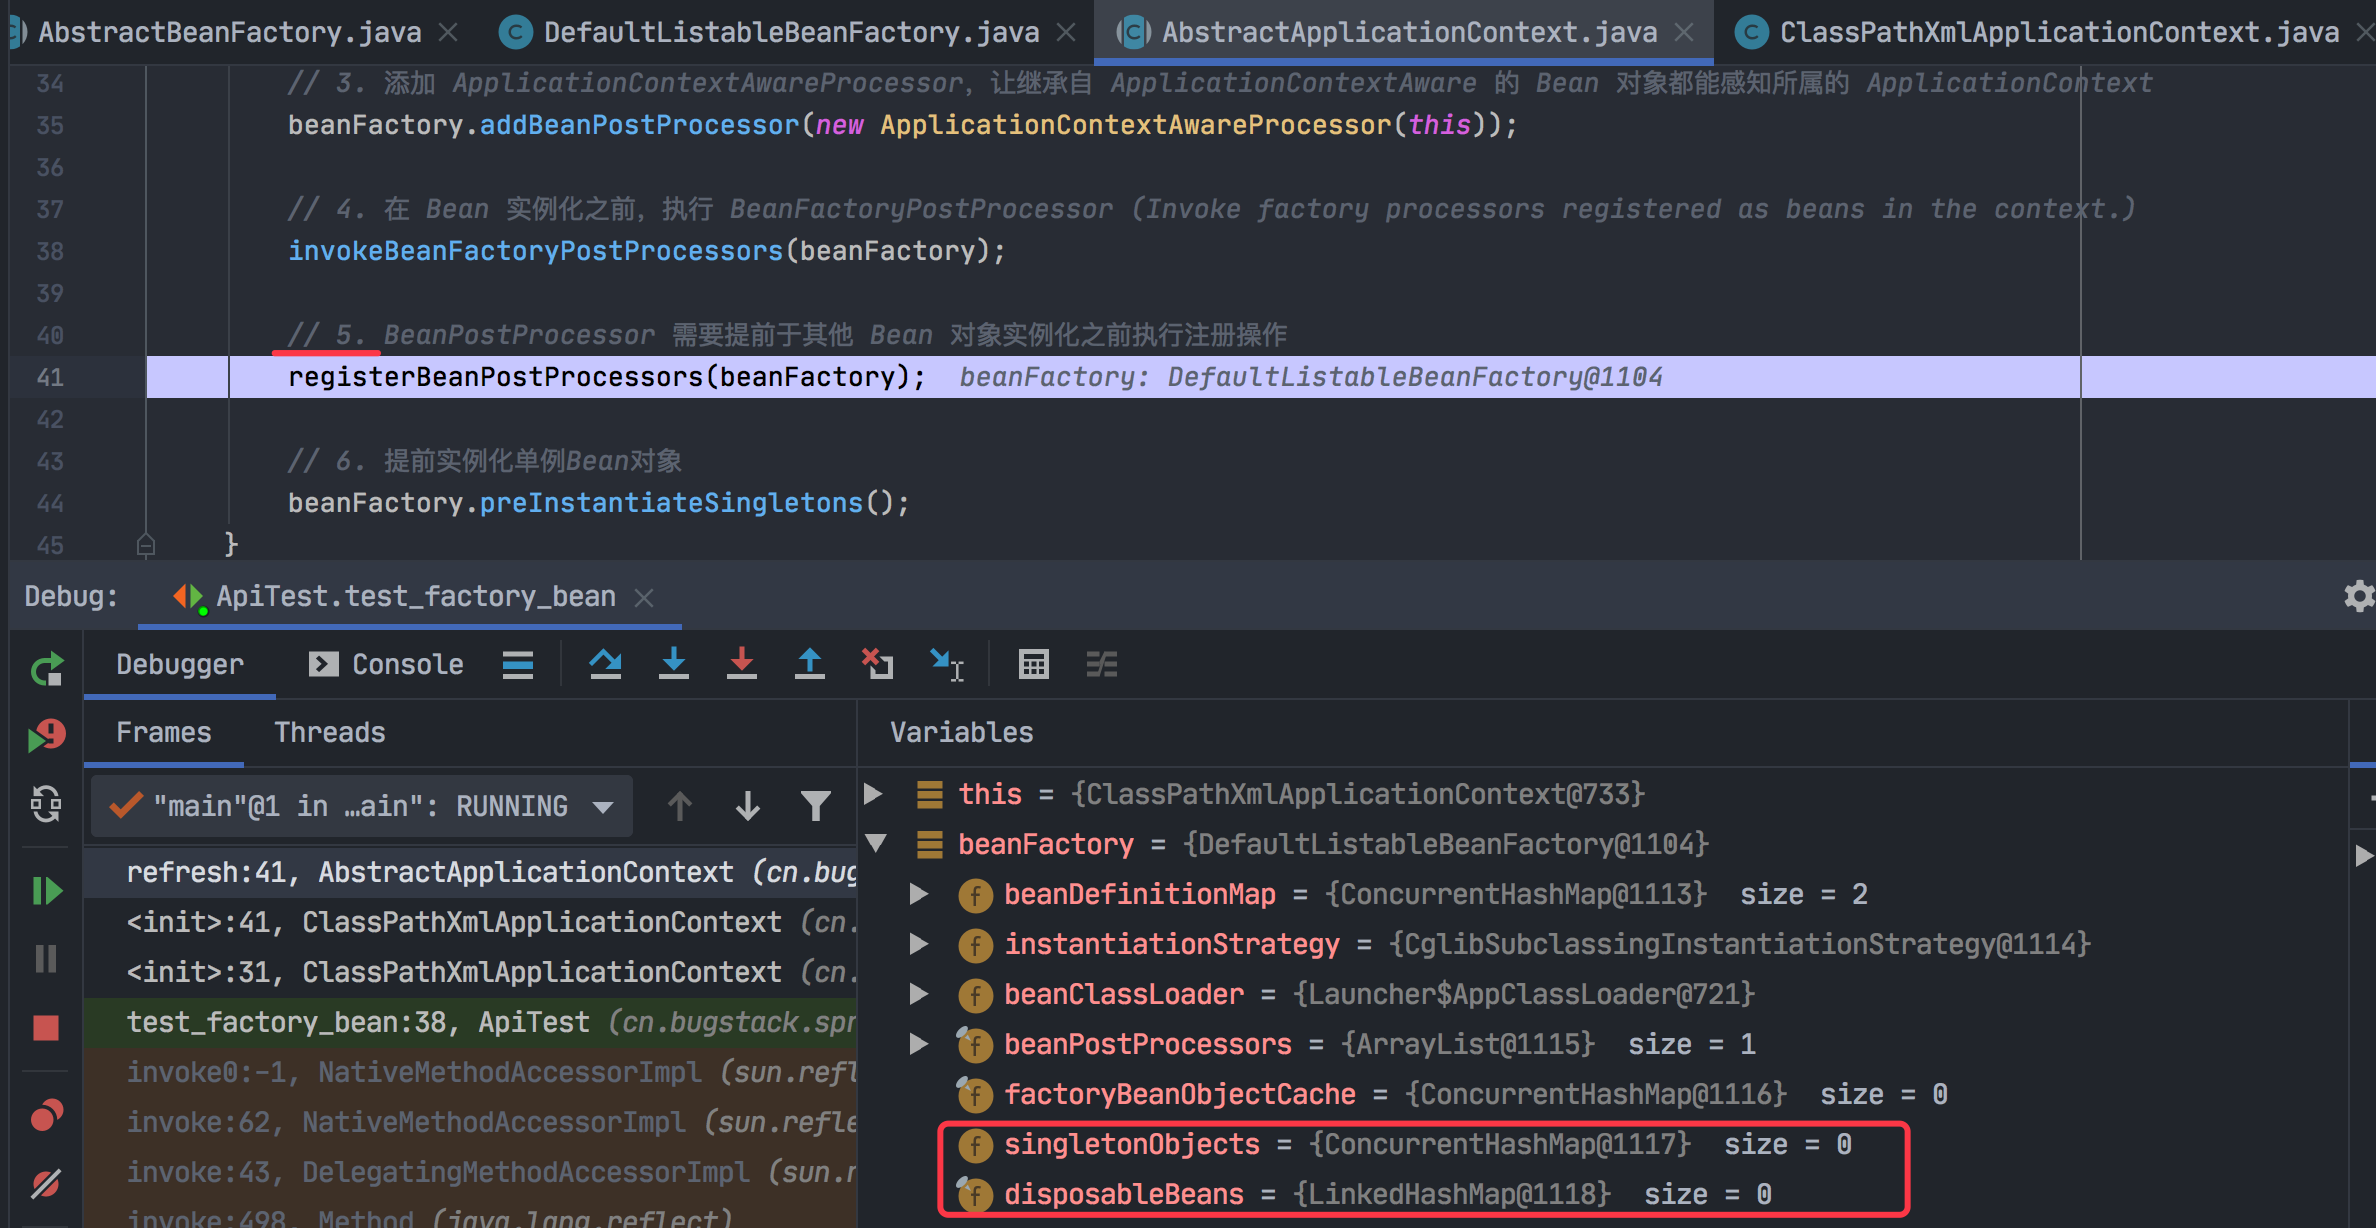 AbstractBeanFactory.java DefaultListableBeanFactory.java AbstractApplicationContext.java ClassPathXmlApplicationContext.java
34 // 3. 添加 ApplicationContextAwareProcessor，让继承自 ApplicationContextAware 的 Bean 对象都能感知所属的 ApplicationContext
35 beanFactory.addBeanPostProcessor(new ApplicationContextAwareProcessor(this));
36
37 // 4. 在 Bean 实例化之前，执行 BeanFactoryPostProcessor (Invoke factory processors registered as beans in the context.)
38 invokeBeanFactoryPostProcessors(beanFactory);
39
40 // 5. BeanPostProcessor 需要提前于其他 Bean 对象实例化之前执行注册操作
41 registerBeanPostProcessors(beanFactory); beanFactory: DefaultListableBeanFactory@1104
42
43 // 6. 提前实例化单例Bean对象
44 beanFactory.preInstantiateSingletons();
45 }
Debug: ApiTest.test_factory_bean
Debugger Console
Frames Threads
"main"@1 in …ain": RUNNING
refresh:41, AbstractApplicationContext (cn.bug
<init>:41, ClassPathXmlApplicationContext (cn.
<init>:31, ClassPathXmlApplicationContext (cn.
test_factory_bean:38, ApiTest (cn.bugstack.spr
invoke0:-1, NativeMethodAccessorImpl (sun.refl
invoke:62, NativeMethodAccessorImpl (sun.refle
invoke:43, DelegatingMethodAccessorImpl (sun.r
invoke:498, Method (java.lang.reflect)
Variables
this = {ClassPathXmlApplicationContext@733}
beanFactory = {DefaultListableBeanFactory@1104}
beanDefinitionMap = {ConcurrentHashMap@1113} size = 2
instantiationStrategy = {CglibSubclassingInstantiationStrategy@1114}
beanClassLoader = {Launcher$AppClassLoader@721}
beanPostProcessors = {ArrayList@1115} size = 1
factoryBeanObjectCache = {ConcurrentHashMap@1116} size = 0
singletonObjects = {ConcurrentHashMap@1117} size = 0
disposableBeans = {LinkedHashMap@1118} size = 0